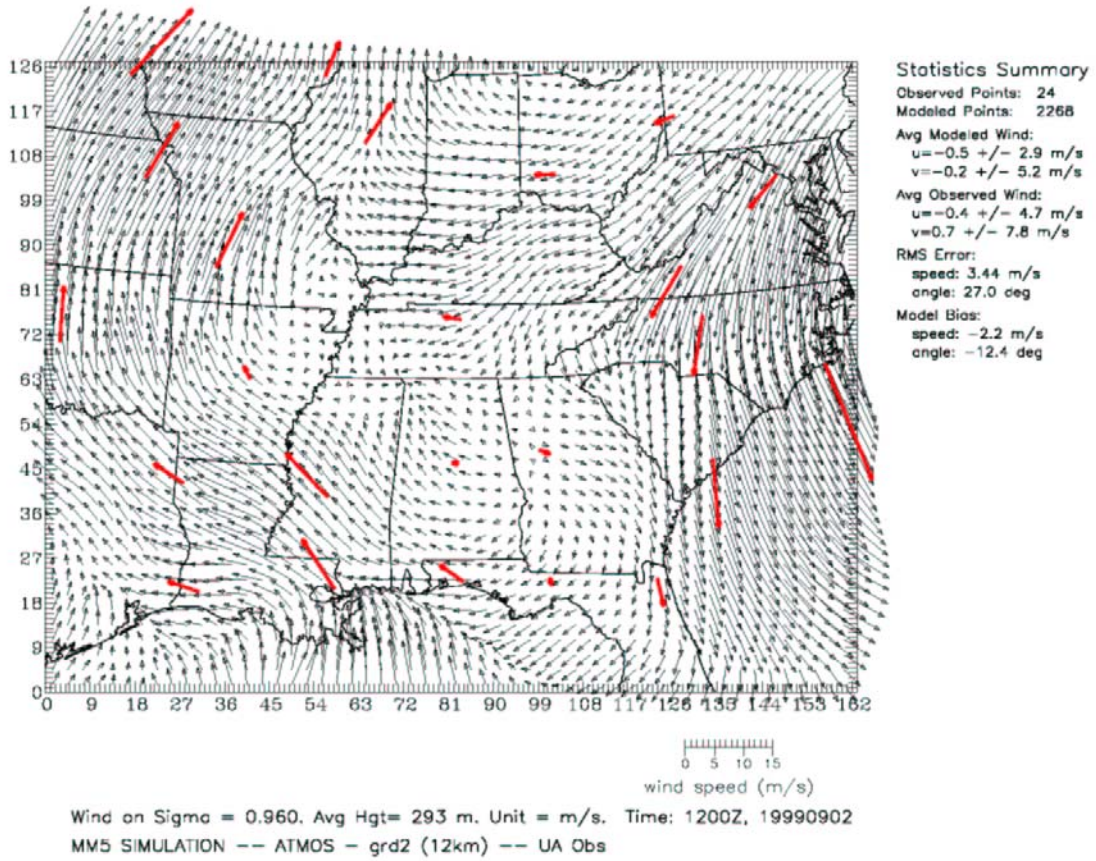 126
117
108
99
90
81
72
63
54
45
36
27
18
9
0
0 9 18 27 36 45 54 63 72 81 90 99 108 117 126 135 144 153 162
Statistics Summary
Observed Points: 24
Modeled Points: 2268
Avg Modeled Wind:
u=-0.5 +/- 2.9 m/s
v=-0.2 +/- 5.2 m/s
Avg Observed Wind:
u=-0.4 +/- 4.7 m/s
v=0.7 +/- 7.8 m/s
RMS Error:
speed: 3.44 m/s
angle: 27.0 deg
Model Bias:
speed: -2.2 m/s
angle: -12.4 deg
0 5 10 15
wind speed (m/s)
Wind on Sigma = 0.960. Avg Hgt= 293 m. Unit = m/s. Time: 1200Z, 19990902
MM5 SIMULATION -- ATMOS - grd2 (12km) -- UA Obs